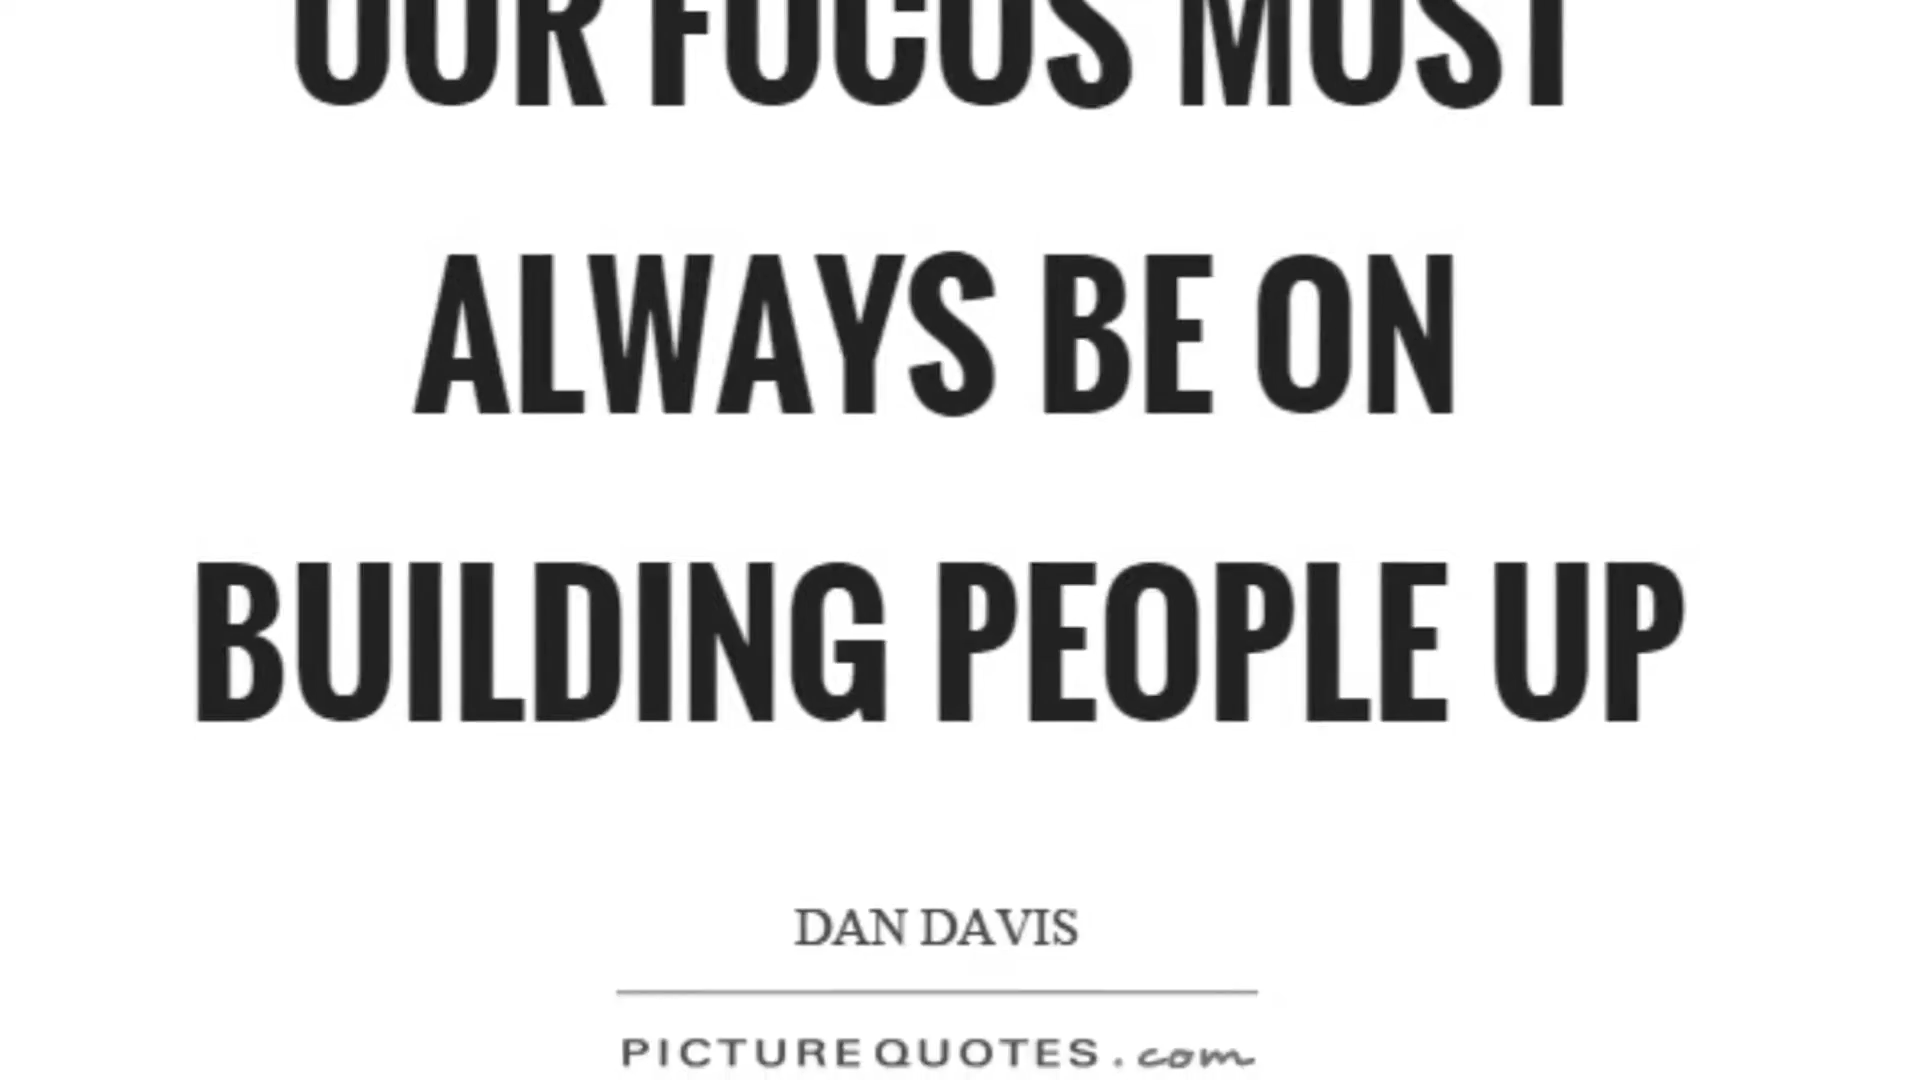 OUR FOCUS MUST
ALWAYS BE ON
BUILDING PEOPLE UP
DAN DAVIS
PICTUREQUOTES.com